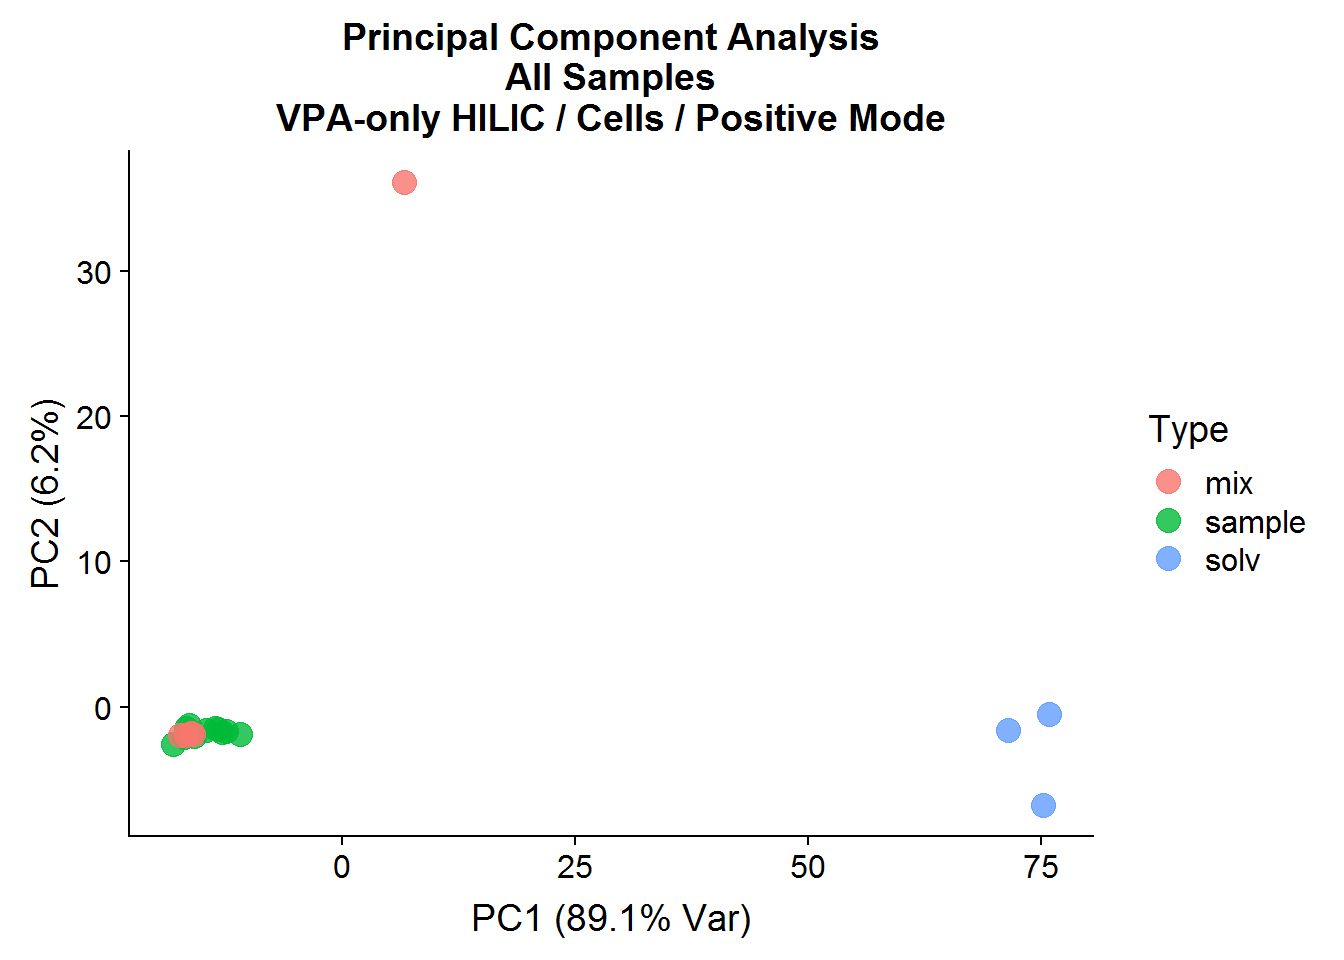 Principal Component Analysis
All Samples
VPA-only HILIC / Cells / Positive Mode
PC2 (6.2%)
30
20
10
0
0
25
50
75
PC1 (89.1% Var)
Type
mix
sample
solv